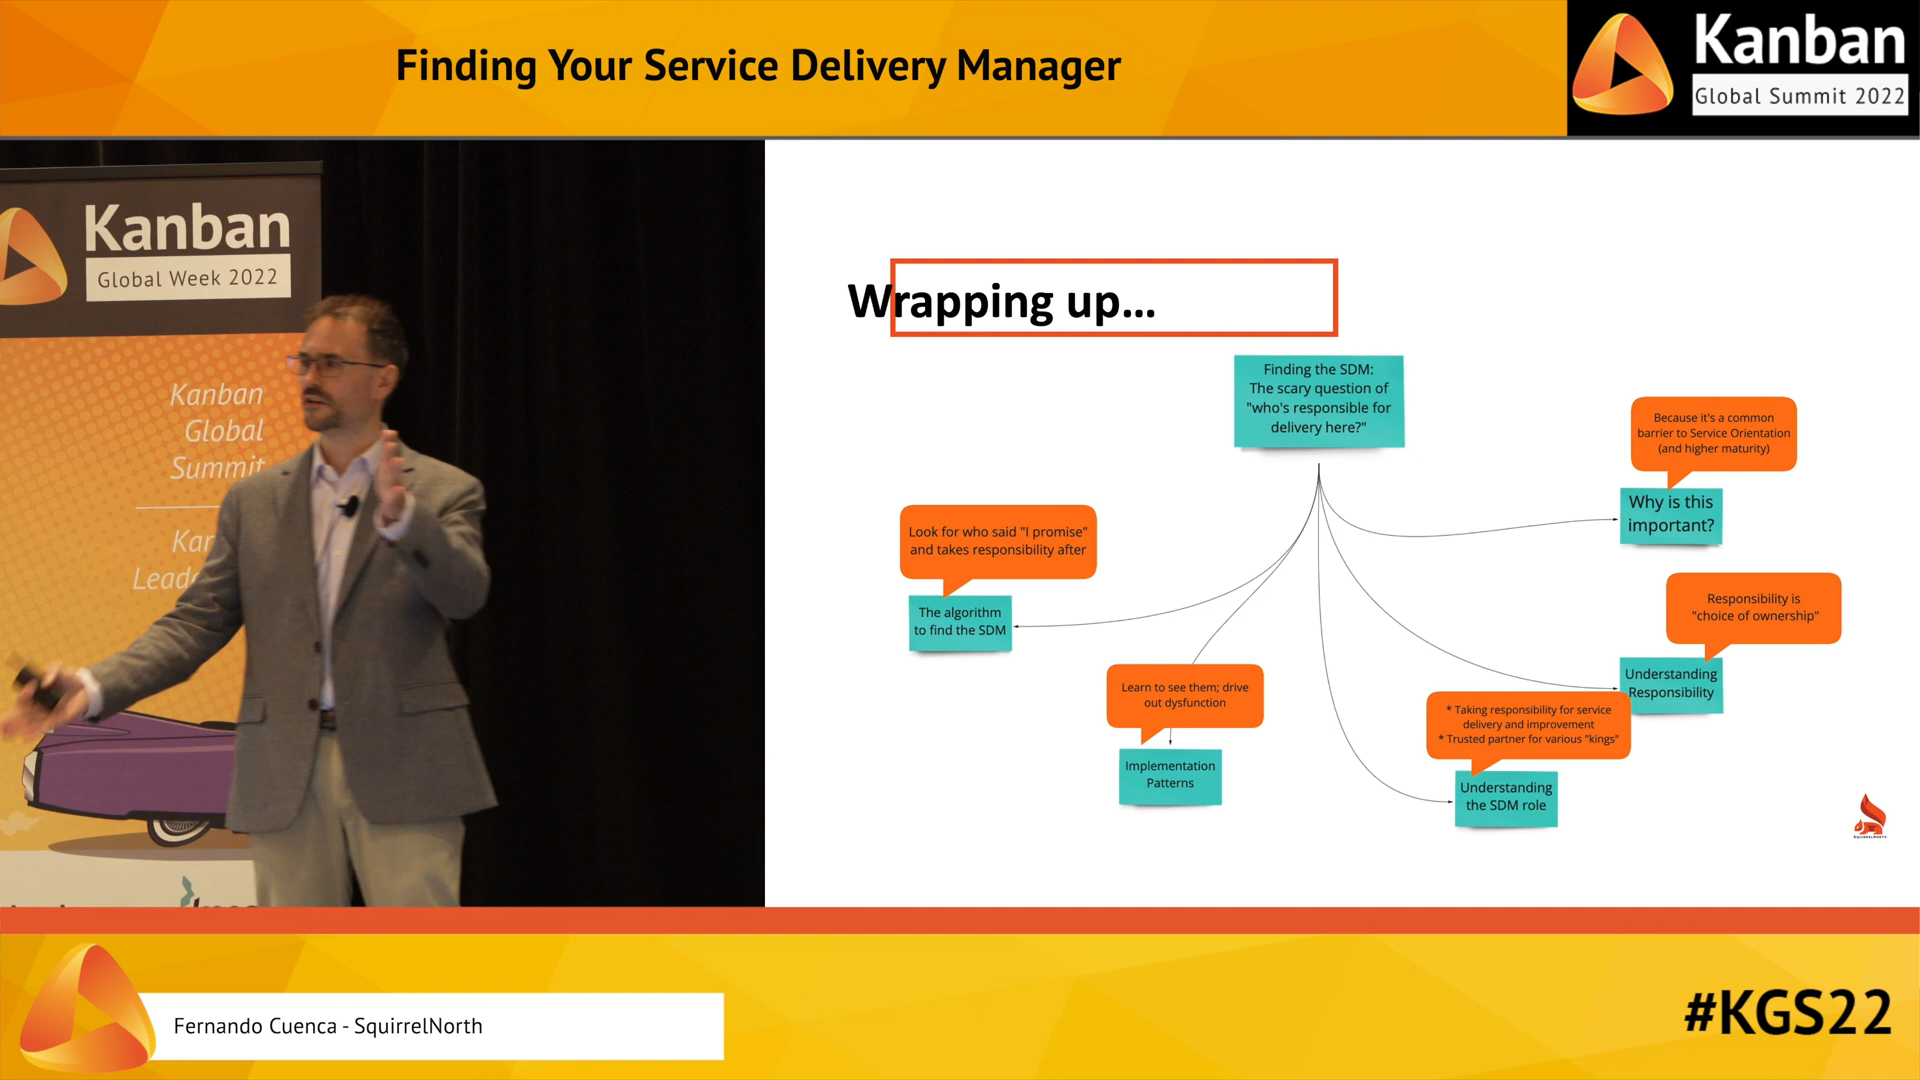 Finding Your Service Delivery Manager
Kanban
Global Summit 2022
Kanban
Global Week 2022
Kanban
Global
Summit
Wrapping up...
Finding the SDM:
The scary question of
"who's responsible for
delivery here?"
Because it's a common
barrier to Service Orientation
(and higher maturity)
Why is this
important?
Look for who said "I promise"
and takes responsibility after
The algorithm
to find the SDM
Responsibility is
"choice of ownership"
Understanding
Responsibility
Learn to see them; drive
out dysfunction
Implementation
Patterns
* Taking responsibility for service
delivery and improvement
* Trusted partner for various "kings"
Understanding
the SDM role
SQUIRRELNORTH
Fernando Cuenca - SquirrelNorth
#KGS22